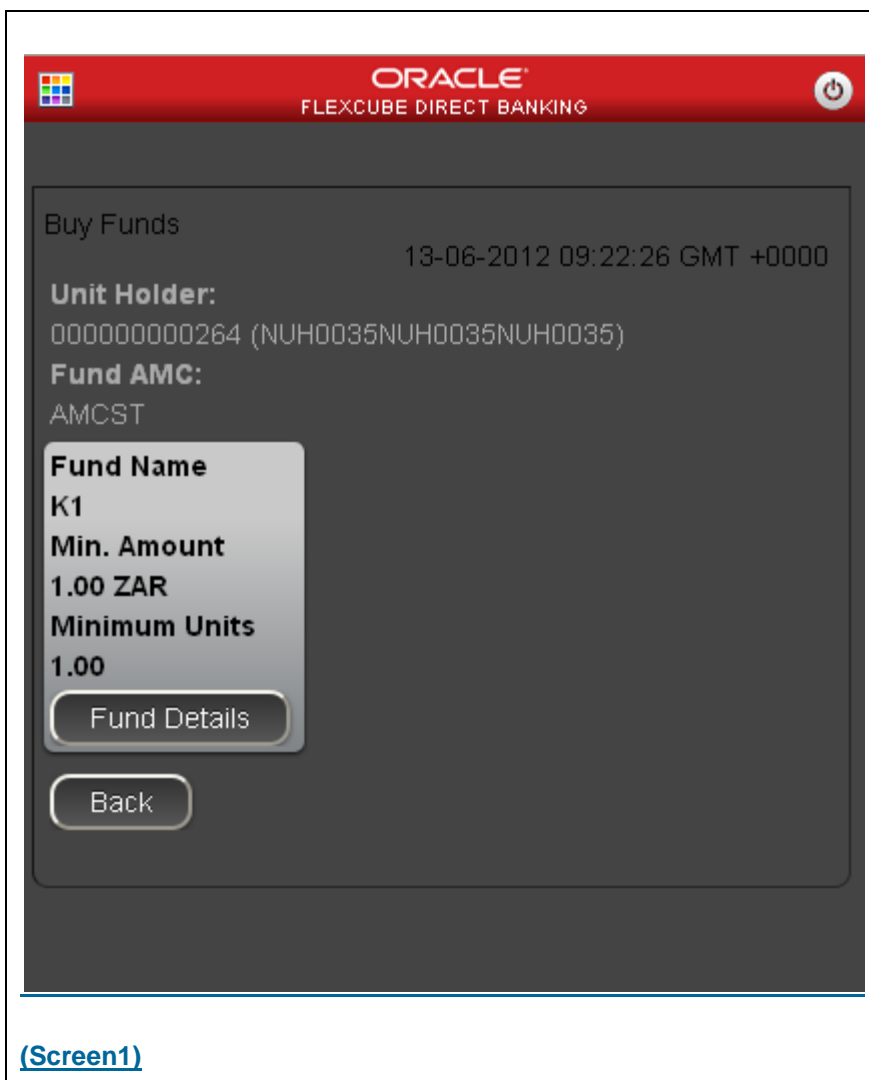 ORACLE
FLEXCUBE DIRECT BANKING
Buy Funds
13-06-2012 09:22:26 GMT +0000
Unit Holder:
000000000264 (NUH0035NUH0035NUH0035)
Fund AMC:
AMCST
Fund Name
K1
Min. Amount
1.00 ZAR
Minimum Units
1.00
Fund Details
Back
(Screen1)